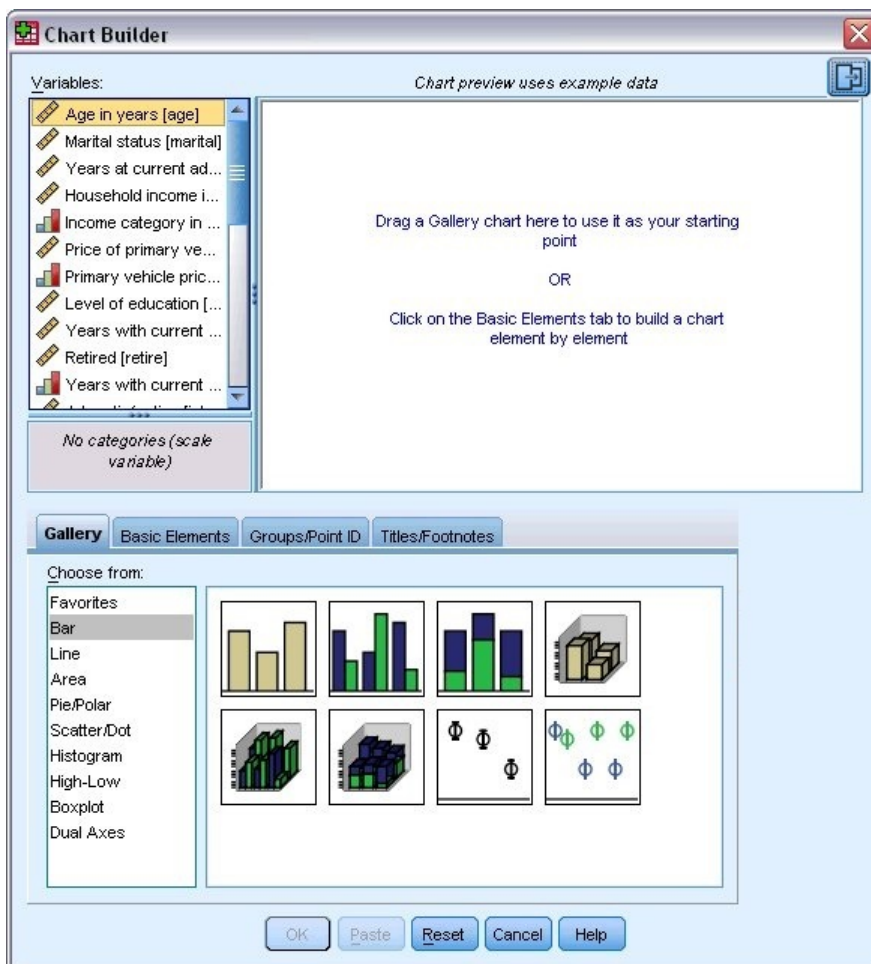 Chart Builder
Variables:
Chart preview uses example data
Age in years [age]
Marital status [marital]
Years at current ad...
Household income i...
Income category in ...
Price of primary ve...
Primary vehicle pric...
Level of education [...
Years with current ...
Retired [retire]
Years with current ...
Drag a Gallery chart here to use it as your starting
point
OR
Click on the Basic Elements tab to build a chart
element by element
No categories (scale
variable)
Gallery
Basic Elements
Groups/Point ID
Titles/Footnotes
Choose from:
Favorites
Bar
Line
Area
Pie/Polar
Scatter/Dot
Histogram
High-Low
Boxplot
Dual Axes
OK
Paste
Reset
Cancel
Help